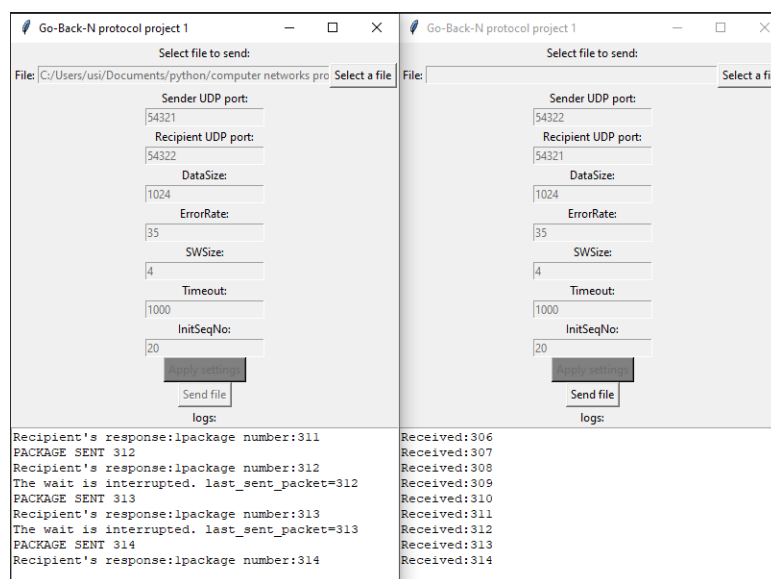 Go-Back-N protocol project 1
Select file to send:
File: C:/Users/usi/Documents/python/computer networks pro Select a file
Sender UDP port:
54321
Recipient UDP port:
54322
DataSize:
1024
ErrorRate:
35
SWSize:
4
Timeout:
1000
InitSeqNo:
20
Apply settings
Send file
logs:
Recipient's response:1package number:311
PACKAGE SENT 312
Recipient's response:1package number:312
The wait is interrupted. last_sent_packet=312
PACKAGE SENT 313
Recipient's response:1package number:313
The wait is interrupted. last_sent_packet=313
PACKAGE SENT 314
Recipient's response:1package number:314
Go-Back-N protocol project 1
Select file to send:
File: Select a fi
Sender UDP port:
54322
Recipient UDP port:
54321
DataSize:
1024
ErrorRate:
35
SWSize:
4
Timeout:
1000
InitSeqNo:
20
Apply settings
Send file
logs:
Received:306
Received:307
Received:308
Received:309
Received:310
Received:311
Received:312
Received:313
Received:314